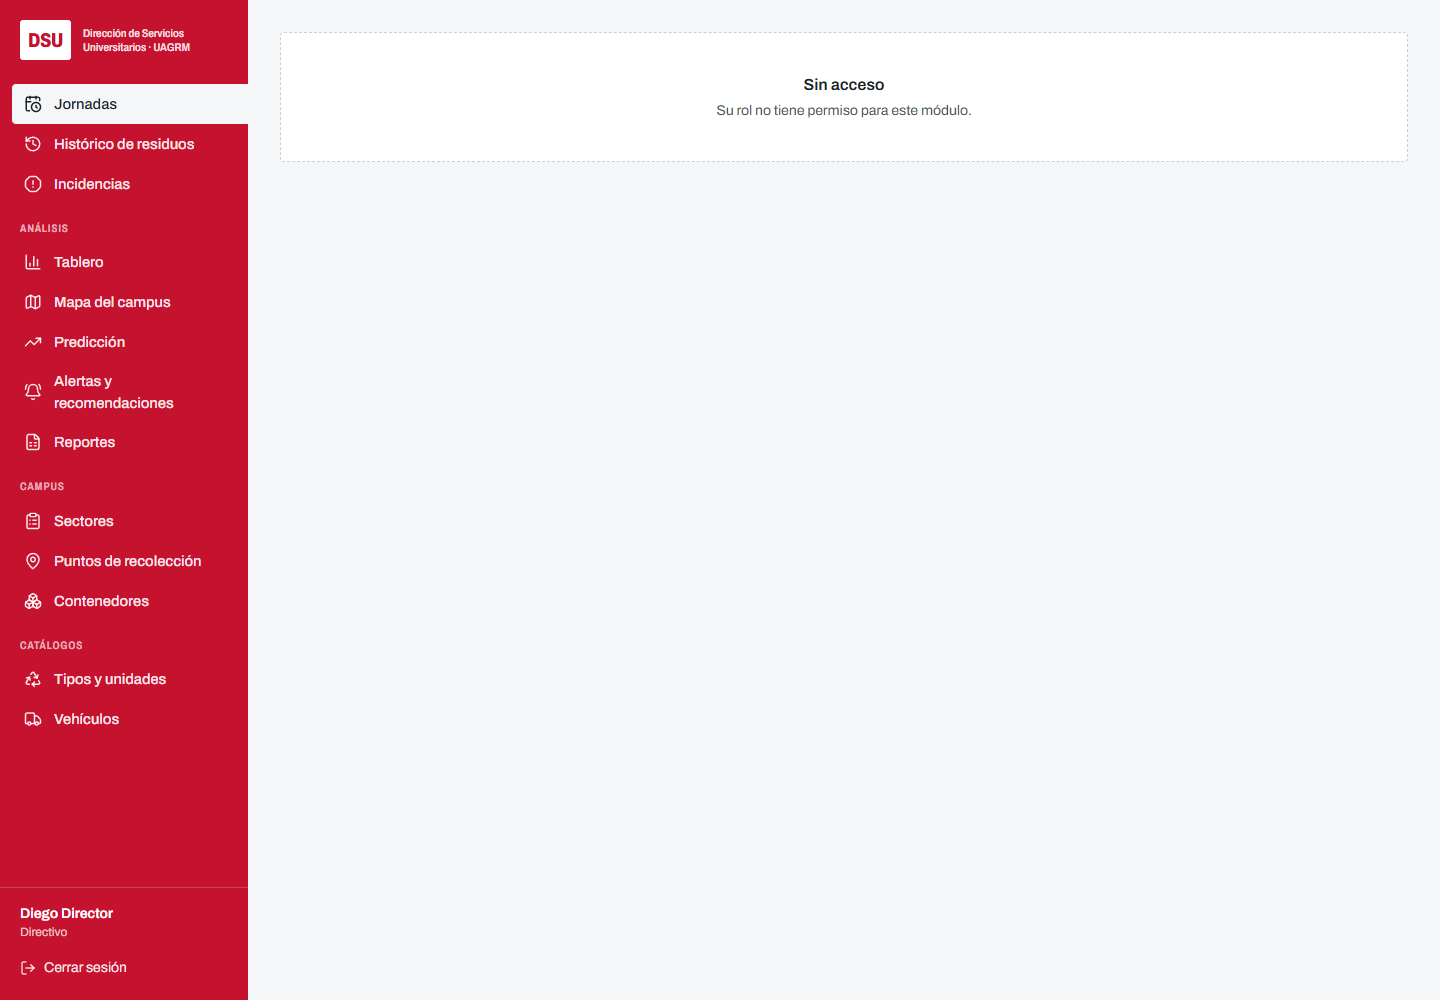 DSU
Dirección de Servicios
Universitarios · UAGRM
Jornadas
Histórico de residuos
Incidencias
ANÁLISIS
Tablero
Mapa del campus
Predicción
Alertas y
recomendaciones
Reportes
CAMPUS
Sectores
Puntos de recolección
Contenedores
CATÁLOGOS
Tipos y unidades
Vehículos
Diego Director
Directivo
Cerrar sesión
Sin acceso
Su rol no tiene permiso para este módulo.